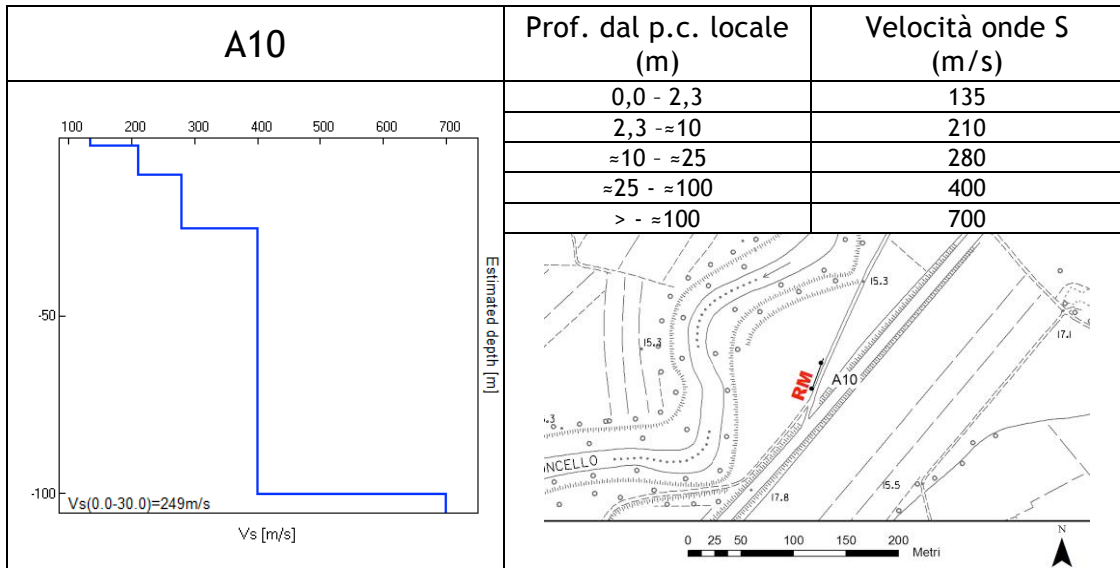 A10
Prof. dal p.c. locale
(m)
Velocità onde S
(m/s)
0,0 – 2,3
135
2,3 -≈10
210
≈10 – ≈25
280
≈25 - ≈100
400
> - ≈100
700
100 200 300 400 500 600 700
-50
-100
Estimated depth [m]
Vs(0.0-30.0)=249m/s
Vs [m/s]
15.3
17.1
15.3
RM
A10
.3
NCELLO
17.8
15.5
0 25 50 100 150 200
Metri
N